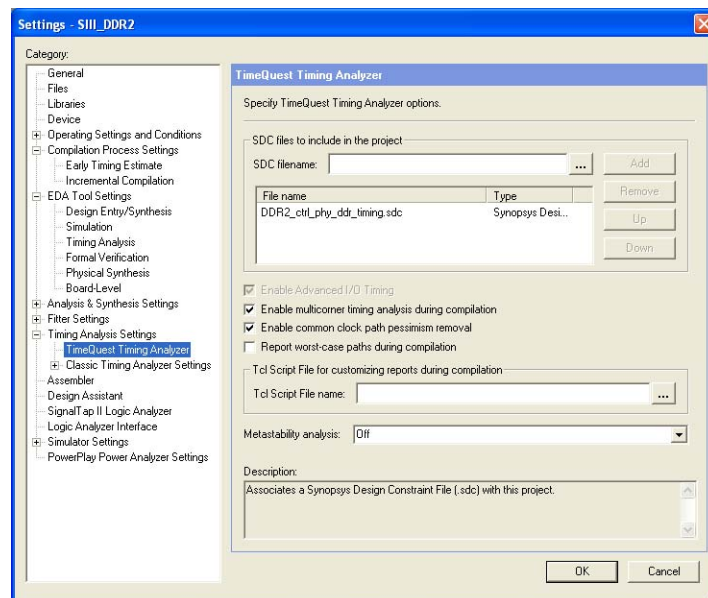 Settings - SIII_DDR2
Category:
General
Files
Libraries
Device
Operating Settings and Conditions
Compilation Process Settings
Early Timing Estimate
Incremental Compilation
EDA Tool Settings
Design Entry/Synthesis
Simulation
Timing Analysis
Formal Verification
Physical Synthesis
Board-Level
Analysis & Synthesis Settings
Fitter Settings
Timing Analysis Settings
TimeQuest Timing Analyzer
Classic Timing Analyzer Settings
Assembler
Design Assistant
SignalTap II Logic Analyzer
Logic Analyzer Interface
Simulator Settings
PowerPlay Power Analyzer Settings
TimeQuest Timing Analyzer
Specify TimeQuest Timing Analyzer options.
SDC files to include in the project
SDC filename: ... Add
File name Type Remove
DDR2_ctrl_phy_ddr_timing.sdc Synopsys Desi...
Up
Down
Enable Advanced I/O Timing
Enable multicorner timing analysis during compilation
Enable common clock path pessimism removal
Report worst-case paths during compilation
Tcl Script File for customizing reports during compilation
Tcl Script File name: ...
Metastability analysis: Off
Description:
Associates a Synopsys Design Constraint File (.sdc) with this project.
OK Cancel